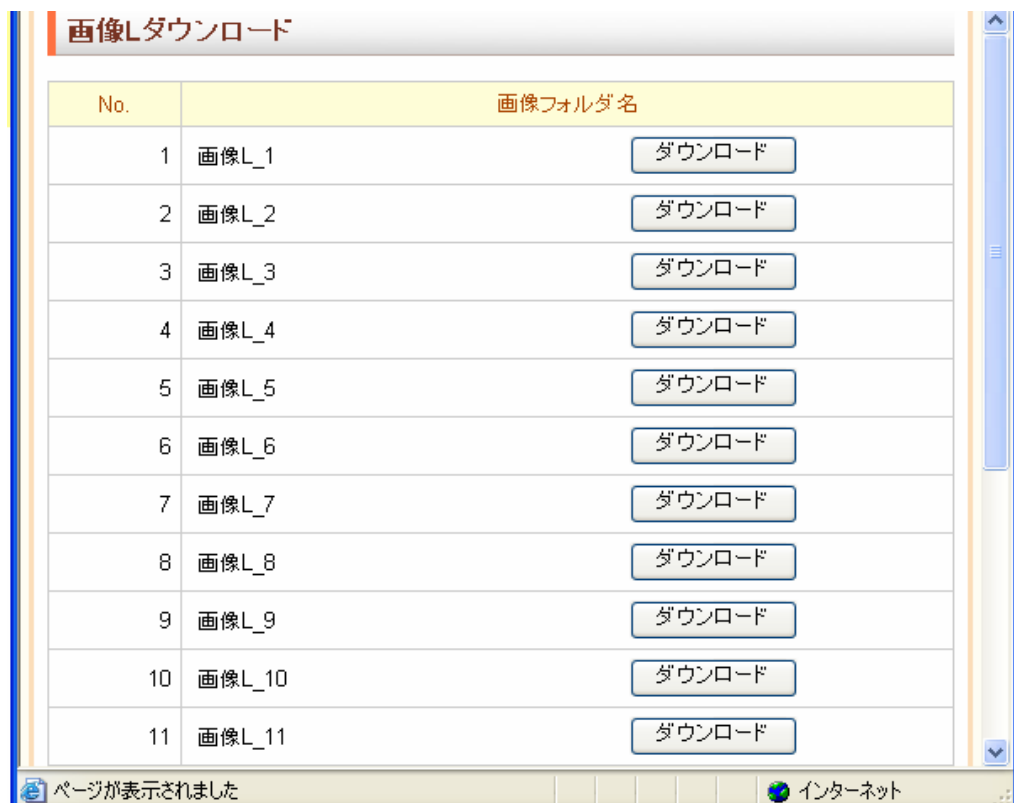 画像Lダウンロード
No. 画像フォルダ名
1 画像L_1 ダウンロード
2 画像L_2 ダウンロード
3 画像L_3 ダウンロード
4 画像L_4 ダウンロード
5 画像L_5 ダウンロード
6 画像L_6 ダウンロード
7 画像L_7 ダウンロード
8 画像L_8 ダウンロード
9 画像L_9 ダウンロード
10 画像L_10 ダウンロード
11 画像L_11 ダウンロード
ページが表示されました インターネット